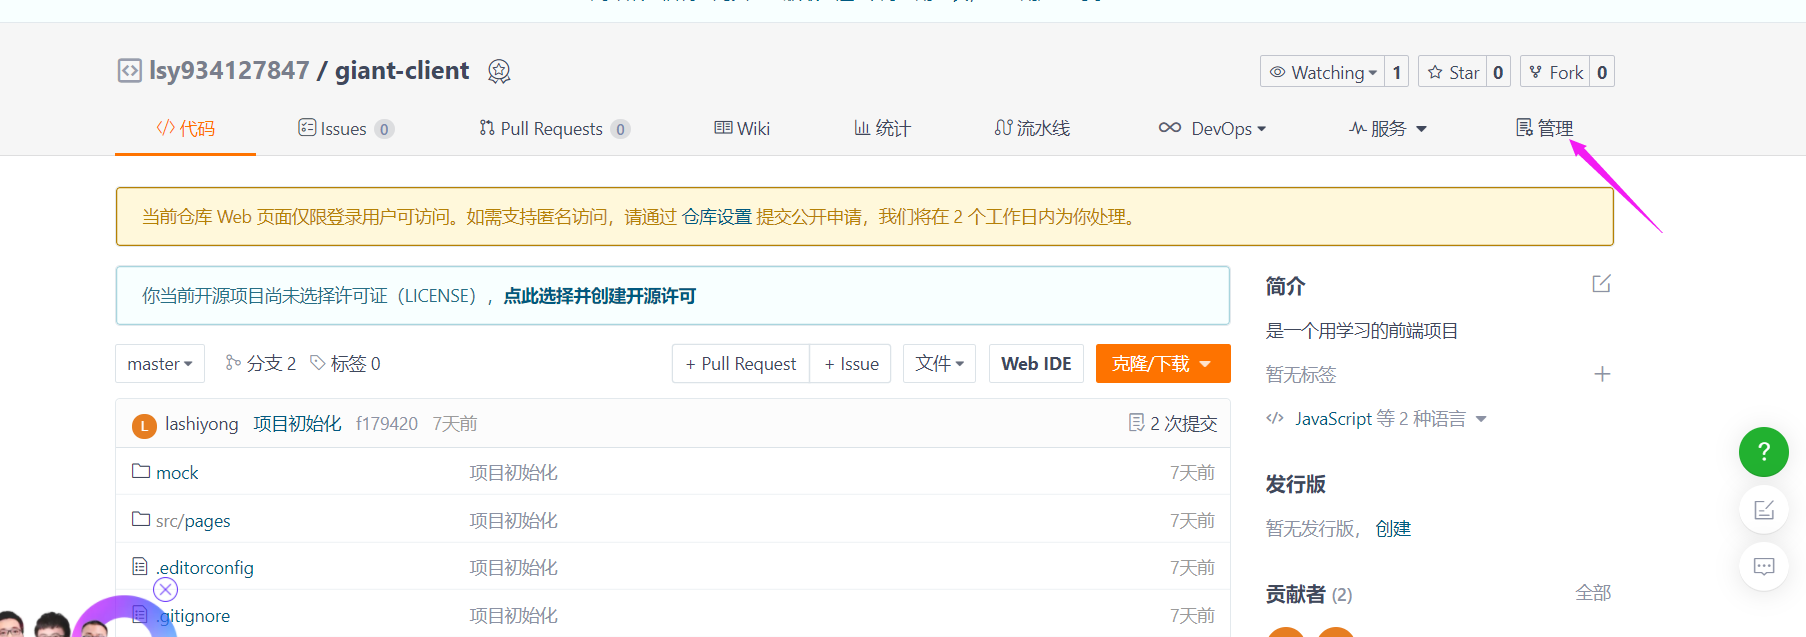 lsy934127847 / giant-client
Watching 1 Star 0 Fork 0
代码 Issues 0 Pull Requests 0 Wiki 统计 流水线 DevOps 服务 管理
当前仓库 Web 页面仅限登录用户可访问。如需支持匿名访问，请通过 仓库设置 提交公开申请，我们将在 2 个工作日内为你处理。
你当前开源项目尚未选择许可证（LICENSE），点此选择并创建开源许可
master 分支 2 标签 0 + Pull Request + Issue 文件 Web IDE 克隆/下载
L lashiyong 项目初始化 f179420 7天前 2 次提交
mock 项目初始化 7天前
src/pages 项目初始化 7天前
.editorconfig 项目初始化 7天前
.gitignore 项目初始化 7天前
简介
是一个用学习的前端项目
暂无标签
JavaScript 等 2 种语言
发行版
暂无发行版，创建
贡献者 (2) 全部
?